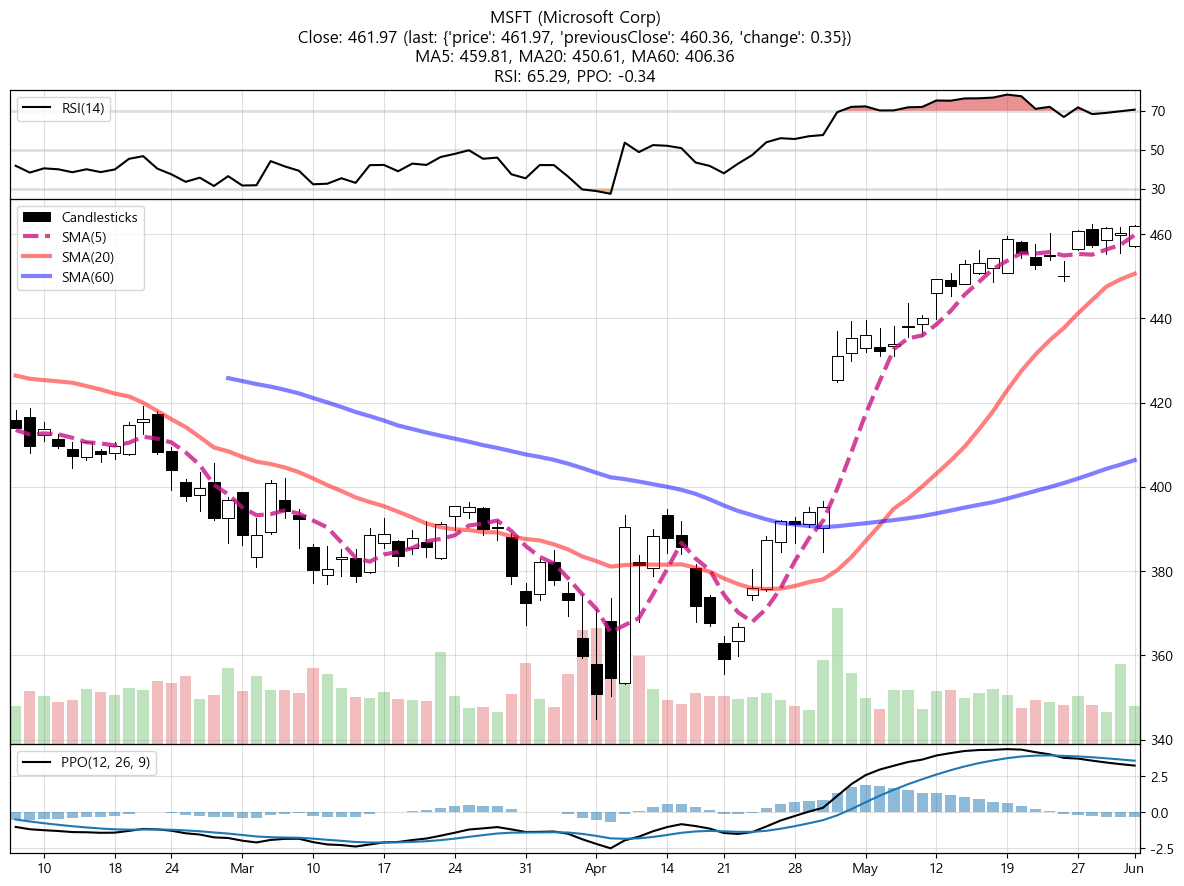 MSFT (Microsoft Corp)
Close: 461.97 (last: {'price': 461.97, 'previousClose': 460.36, 'change': 0.35})
MA5: 459.81, MA20: 450.61, MA60: 406.36
RSI: 65.29, PPO: -0.34
RSI(14)
70
50
30
Candlesticks
SMA(5)
SMA(20)
SMA(60)
460
440
420
400
380
360
340
PPO(12, 26, 9)
2.5
0.0
-2.5
10 18 24 Mar 10 17 24 31 Apr 14 21 28 May 12 19 27 Jun